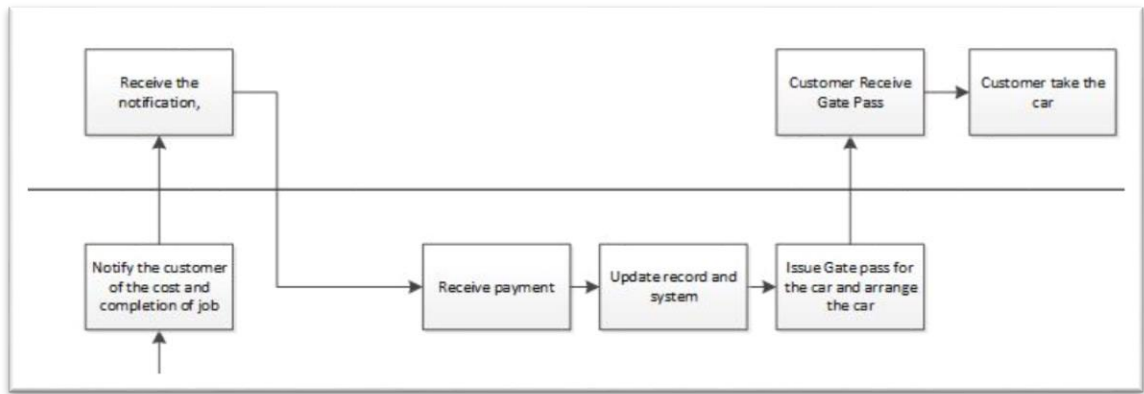 Receive the
notification,
Customer Receive
Gate Pass
Customer take the
car
Notify the customer
of the cost and
completion of job
Receive payment
Update record and
system
Issue Gate pass for
the car and arrange
the car